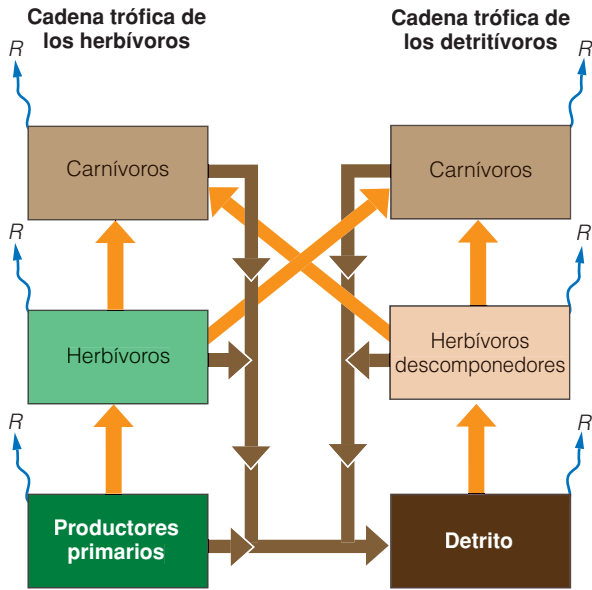 Cadena trófica de
los herbívoros
Cadena trófica de
los detritívoros
R
R
Carnívoros
Carnívoros
R
R
Herbívoros
Herbívoros
descomponedores
R
R
Productores
primarios
Detrito